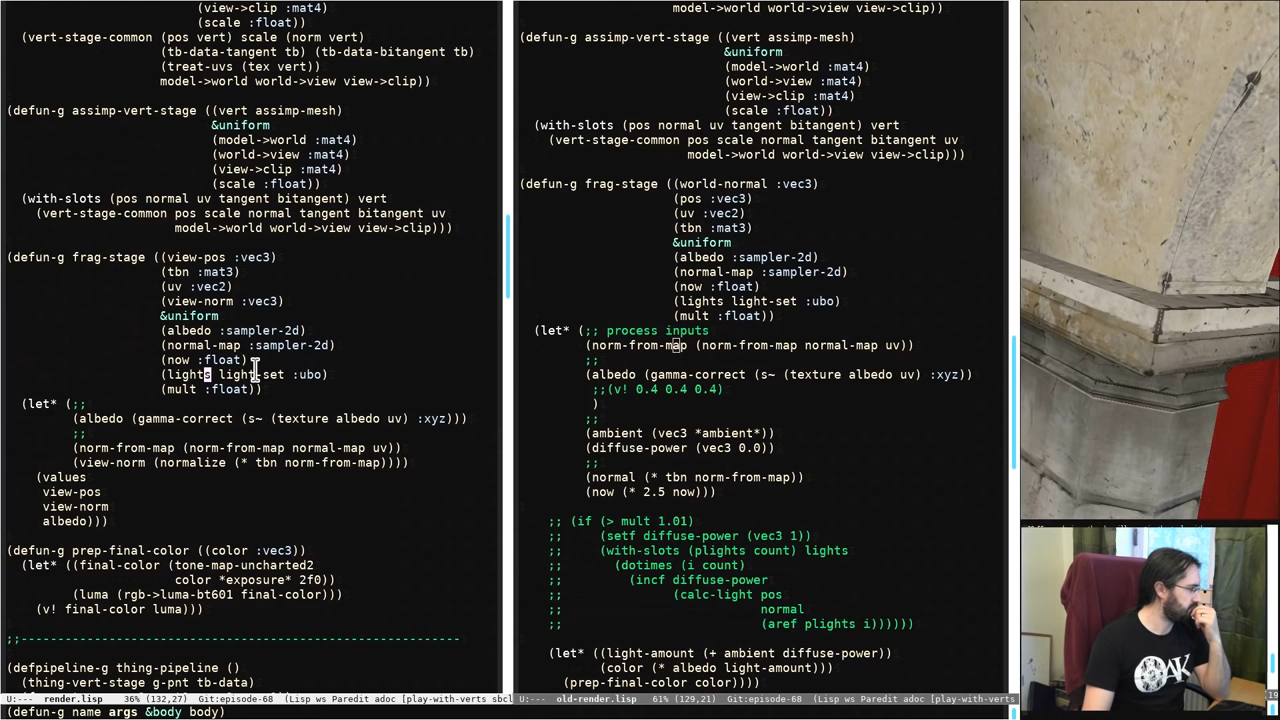 (view->clip :mat4)
(scale :float))
(vert-stage-common (pos vert) scale (norm vert)
(tb-data-tangent tb) (tb-data-bitangent tb)
(treat-uvs (tex vert))
model->world world->view view->clip))
(defun-g assimp-vert-stage ((vert assimp-mesh)
&uniform
(model->world :mat4)
(world->view :mat4)
(view->clip :mat4)
(scale :float))
(with-slots (pos normal uv tangent bitangent) vert
(vert-stage-common pos scale normal tangent bitangent uv
model->world world->view view->clip)))
(defun-g frag-stage ((view-pos :vec3)
(tbn :mat3)
(uv :vec2)
(view-norm :vec3)
&uniform
(albedo :sampler-2d)
(normal-map :sampler-2d)
(now :float)
(lights light-set :ubo)
(mult :float))
(let* (;;
(albedo (gamma-correct (s~ (texture albedo uv) :xyz)))
;;
(norm-from-map (norm-from-map normal-map uv))
(view-norm (normalize (* tbn norm-from-map))))
(values
view-pos
view-norm
albedo)))
(defun-g prep-final-color ((color :vec3))
(let* ((final-color (tone-map-uncharted2
color *exposure* 2f0))
(luma (rgb->luma-bt601 final-color)))
(v! final-color luma)))
;;----------------------------------------------------------
(defpipeline-g thing-pipeline ()
(thing-vert-stage g-pnt tb-data)
U:--- render.lisp 36% (132,27) Git:episode-68 (Lisp ws Paredit adoc [play-with-verts sbcl
(defun-g name args &body body)
model->world world->view view->clip))
(defun-g assimp-vert-stage ((vert assimp-mesh)
&uniform
(model->world :mat4)
(world->view :mat4)
(view->clip :mat4)
(scale :float))
(with-slots (pos normal uv tangent bitangent) vert
(vert-stage-common pos scale normal tangent bitangent uv
model->world world->view view->clip)))
(defun-g frag-stage ((world-normal :vec3)
(pos :vec3)
(uv :vec2)
(tbn :mat3)
&uniform
(albedo :sampler-2d)
(normal-map :sampler-2d)
(now :float)
(lights light-set :ubo)
(mult :float))
(let* (;; process inputs
(norm-from-map (norm-from-map normal-map uv))
;;
(albedo (gamma-correct (s~ (texture albedo uv) :xyz))
;;(v! 0.4 0.4 0.4)
)
;;
(ambient (vec3 *ambient*))
(diffuse-power (vec3 0.0))
;;
(normal (* tbn norm-from-map))
(now (* 2.5 now)))
;; (if (> mult 1.01)
;; (setf diffuse-power (vec3 1))
;; (with-slots (plights count) lights
;; (dotimes (i count)
;; (incf diffuse-power
;; (calc-light pos
;; normal
;; (aref plights i))))))
(let* ((light-amount (+ ambient diffuse-power))
(color (* albedo light-amount)))
(prep-final-color color))))
U:--- old-render.lisp 61% (129,21) Git:episode-68 (Lisp ws Paredit adoc [play-with-verts
OAK